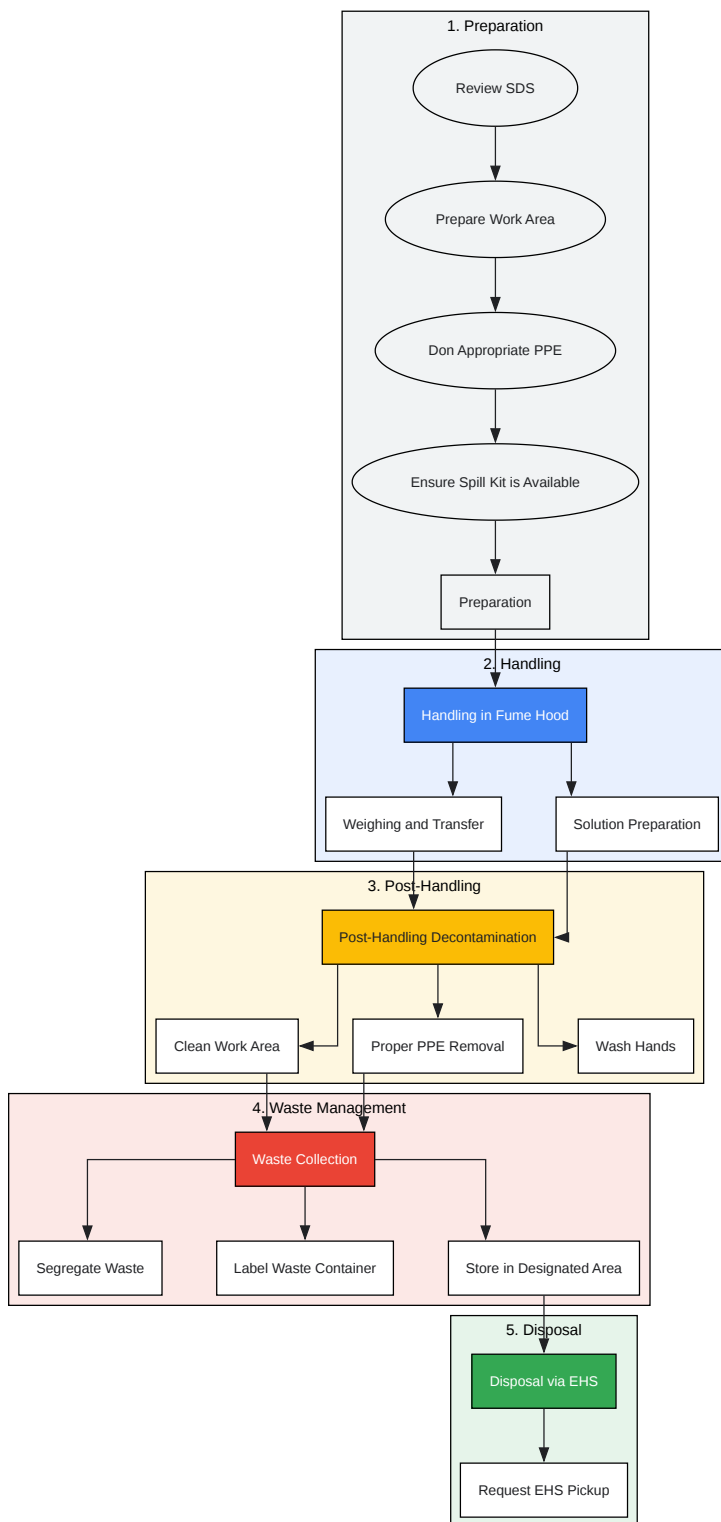 1. Preparation
Review SDS
Prepare Work Area
Don Appropriate PPE
Ensure Spill Kit is Available
Preparation
2. Handling
Handling in Fume Hood
Weighing and Transfer
Solution Preparation
3. Post-Handling
Post-Handling Decontamination
Clean Work Area
Proper PPE Removal
Wash Hands
4. Waste Management
Waste Collection
Segregate Waste
Label Waste Container
Store in Designated Area
5. Disposal
Disposal via EHS
Request EHS Pickup